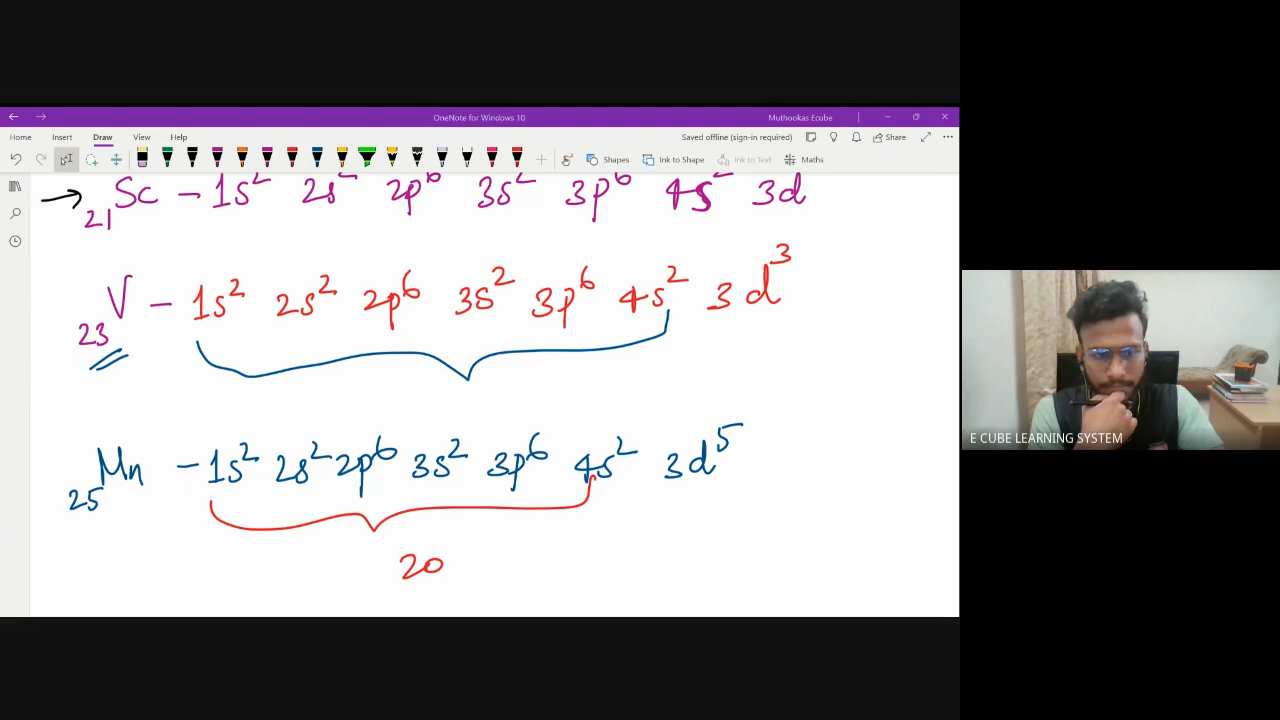 OneNote for Windows 10
Muthookas Ecube
Home Insert Draw View Help
Saved offline (sign-in required)
Share
Shapes
Ink to Shape
Ink to Text
Maths
→ 21Sc – 1s² 2s² 2p⁶ 3s² 3p⁶ 4s² 3d
23V – 1s² 2s² 2p⁶ 3s² 3p⁶ 4s² 3d³
25Mn – 1s² 2s² 2p⁶ 3s² 3p⁶ 4s² 3d⁵
20
E CUBE LEARNING SYSTEM